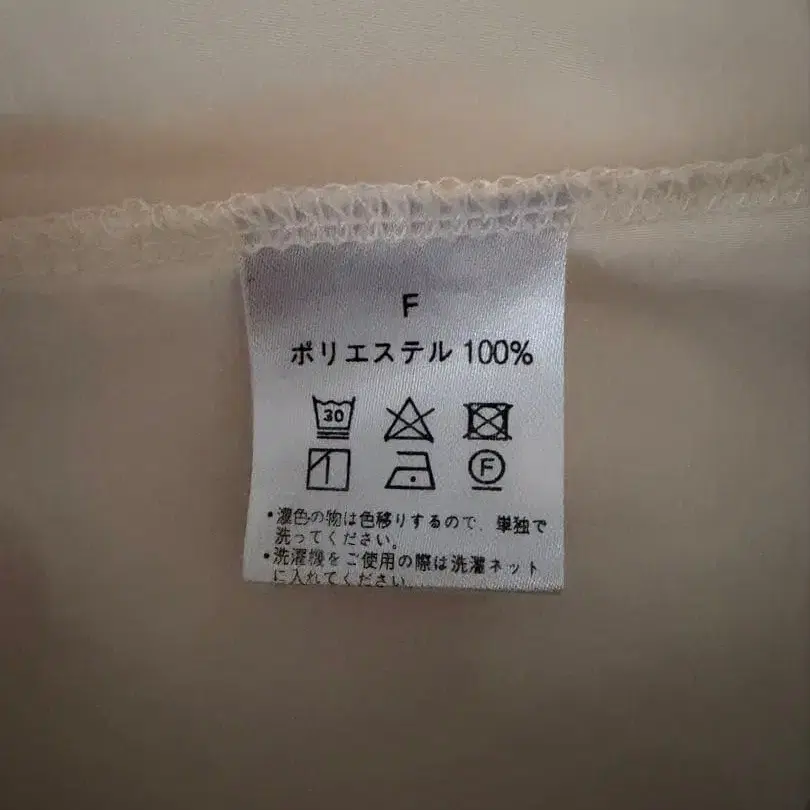 F
ポリエステル 100%
30
F
•濃色の物は色移りするので、単独で
洗ってください。
•洗濯機をご使用の際は洗濯ネット
に入れてください。